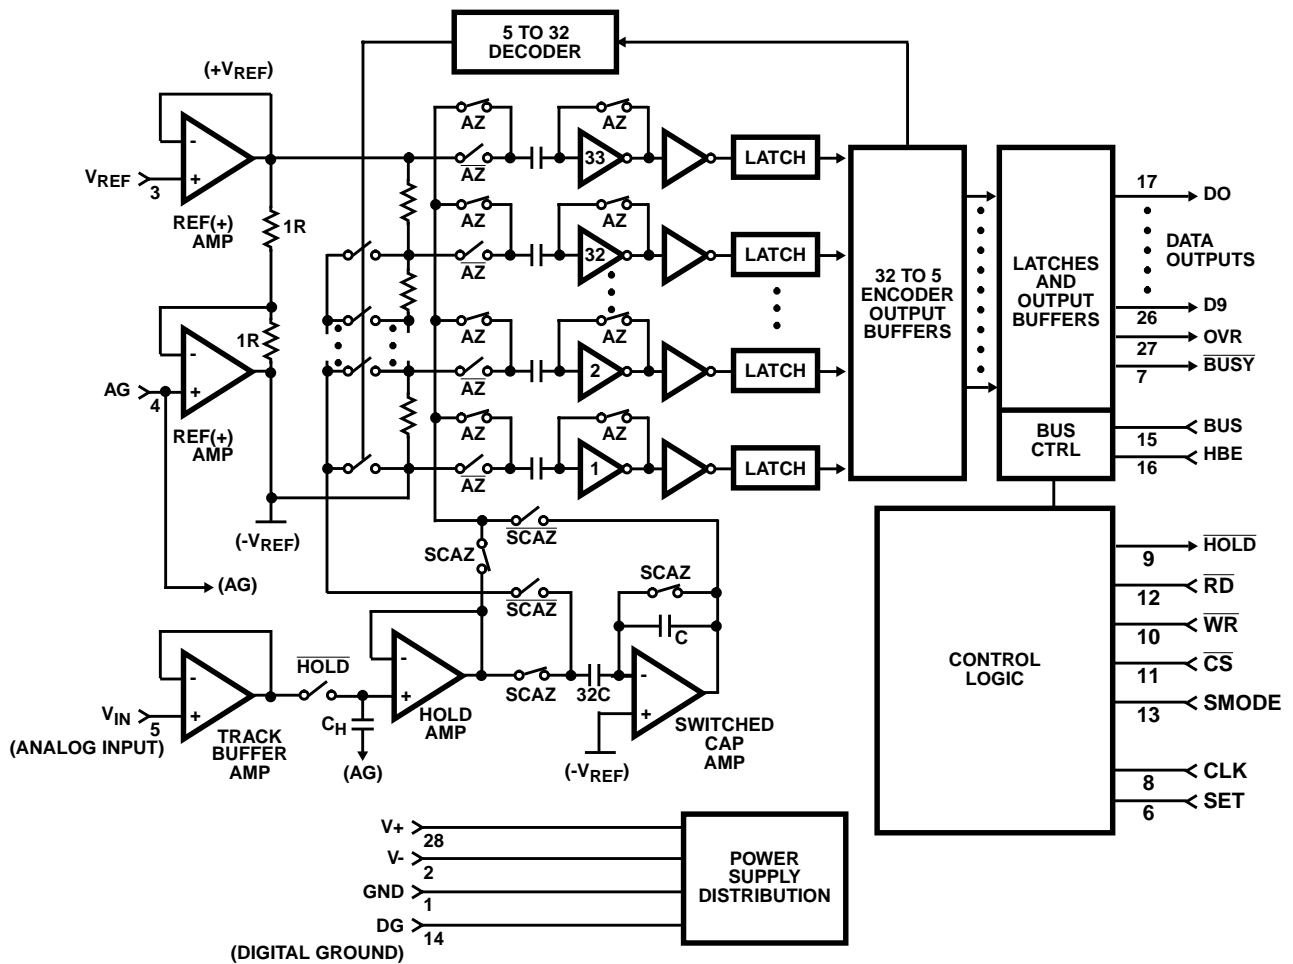 5 TO 32
DECODER
(+VREF)
VREF
3
-
+
REF(+)
AMP
1R
1R
AG
4
-
+
REF(+)
AMP
(-VREF)
(AG)
AZ
AZ
AZ
33
LATCH
AZ
AZ
AZ
32
LATCH
AZ
AZ
AZ
2
LATCH
AZ
AZ
AZ
1
LATCH
32 TO 5
ENCODER
OUTPUT
BUFFERS
LATCHES
AND
OUTPUT
BUFFERS
17
DO
DATA
OUTPUTS
D9
26
OVR
27
BUSY
7
BUS
CTRL
BUS
15
HBE
16
SCAZ
SCAZ
SCAZ
SCAZ
C
-
+
HOLD
AMP
SCAZ
32C
-
+
SWITCHED
CAP
AMP
(-VREF)
HOLD
CH
(AG)
VIN
5
(ANALOG INPUT)
-
+
TRACK
BUFFER
AMP
CONTROL
LOGIC
HOLD
9
RD
12
WR
10
CS
11
SMODE
13
CLK
8
SET
6
V+
28
V-
2
GND
1
DG
14
(DIGITAL GROUND)
POWER
SUPPLY
DISTRIBUTION